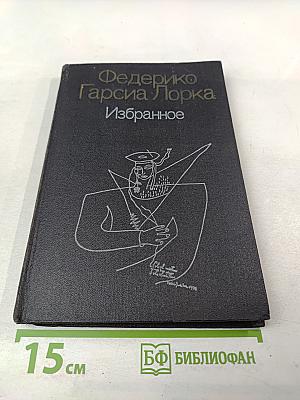 Федерико
Гарсиа Лорка
Избранное
15 см
БФ БИБЛИОФАН